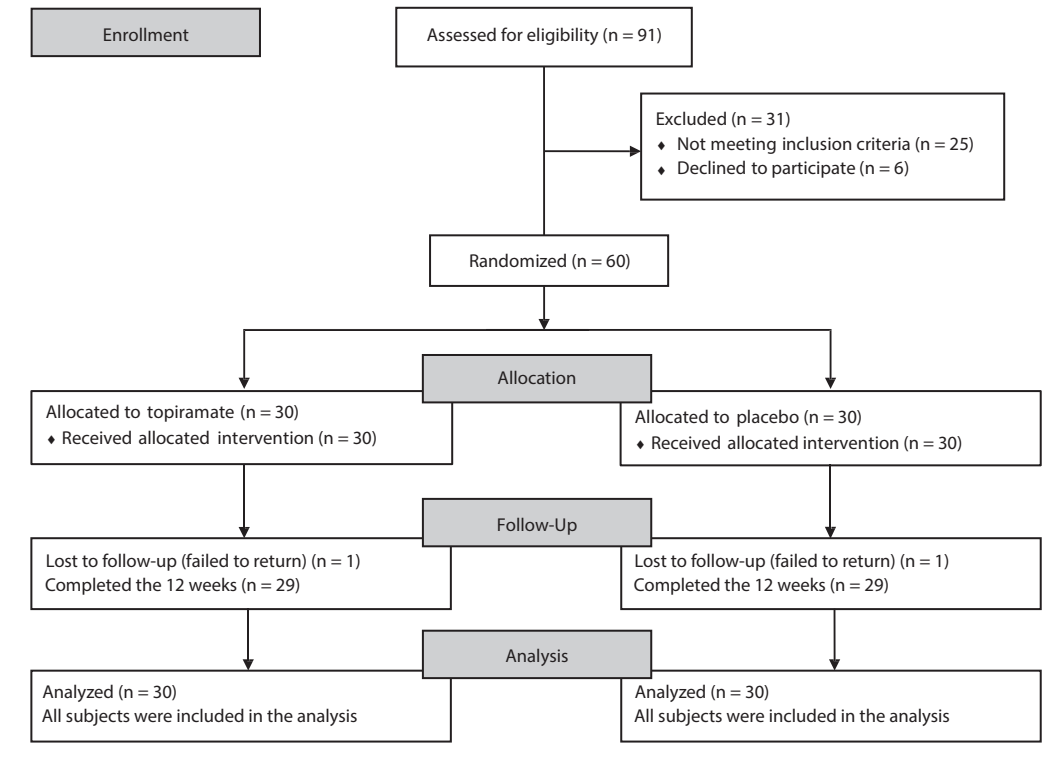 Enrollment
Assessed for eligibility (n = 91)
Excluded (n = 31)
♦ Not meeting inclusion criteria (n = 25)
♦ Declined to participate (n = 6)
Randomized (n = 60)
Allocation
Allocated to topiramate (n = 30)
♦ Received allocated intervention (n = 30)
Allocated to placebo (n = 30)
♦ Received allocated intervention (n = 30)
Follow-Up
Lost to follow-up (failed to return) (n = 1)
Completed the 12 weeks (n = 29)
Lost to follow-up (failed to return) (n = 1)
Completed the 12 weeks (n = 29)
Analysis
Analyzed (n = 30)
All subjects were included in the analysis
Analyzed (n = 30)
All subjects were included in the analysis